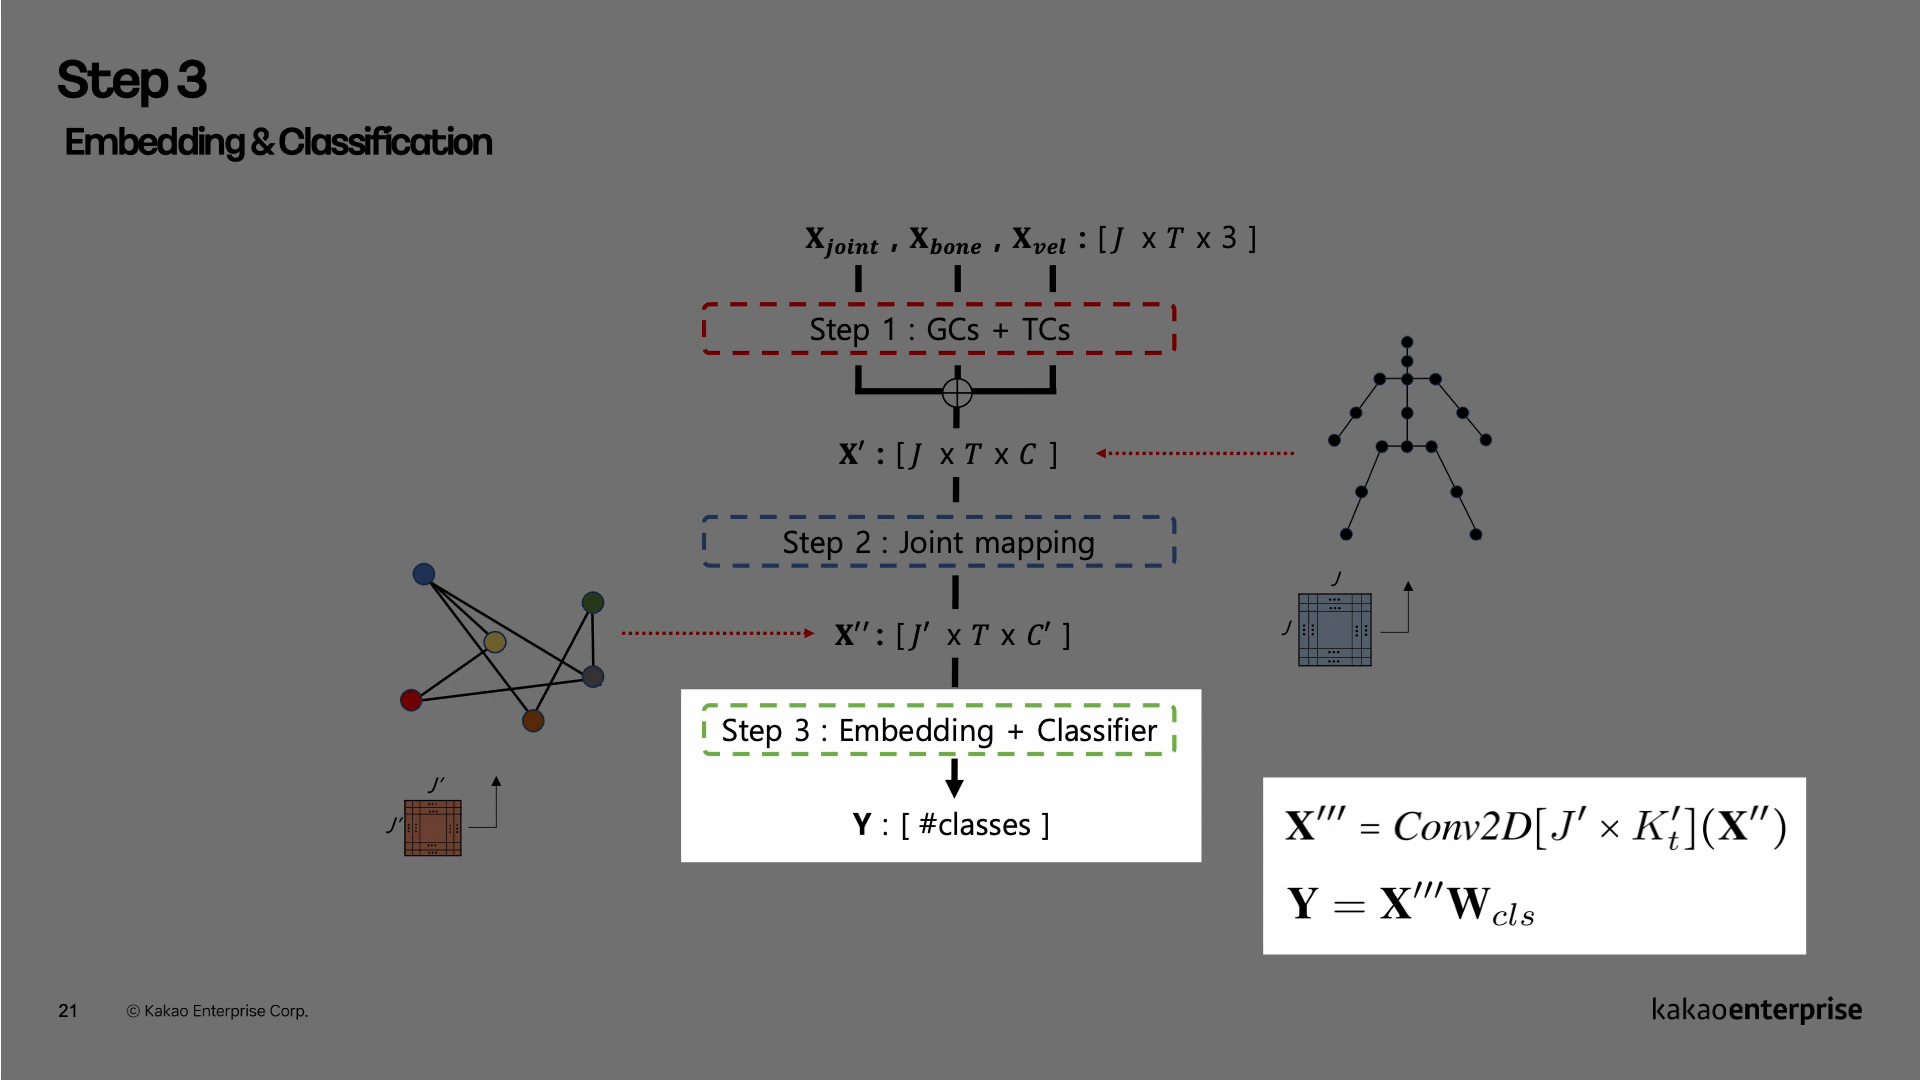 Step 3
Embedding & Classification
X_joint , X_bone , X_vel : [ J x T x 3 ]
Step 1 : GCs + TCs
X′ : [ J x T x C ]
Step 2 : Joint mapping
J
J
X′′ : [ J′ x T x C′ ]
Step 3 : Embedding + Classifier
J′
J′
Y : [ #classes ]
X′′′ = Conv2D[J′ × K′_t](X′′)
Y = X′′′W_cls
21
© Kakao Enterprise Corp.
kakaoenterprise